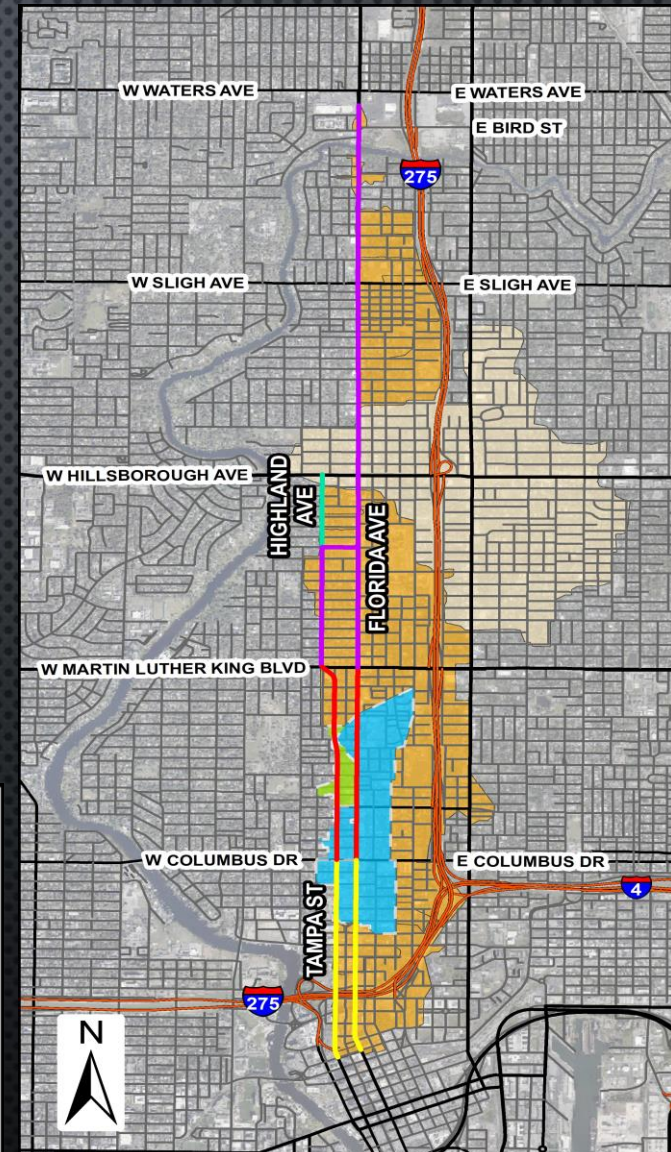 W WATERS AVE
E WATERS AVE
E BIRD ST
275
W SLIGH AVE
E SLIGH AVE
W HILLSBOROUGH AVE
HIGHLAND
AVE
FLORIDA AVE
W MARTIN LUTHER KING BLVD
W COLUMBUS DR
E COLUMBUS DR
4
TAMPA ST
275
N